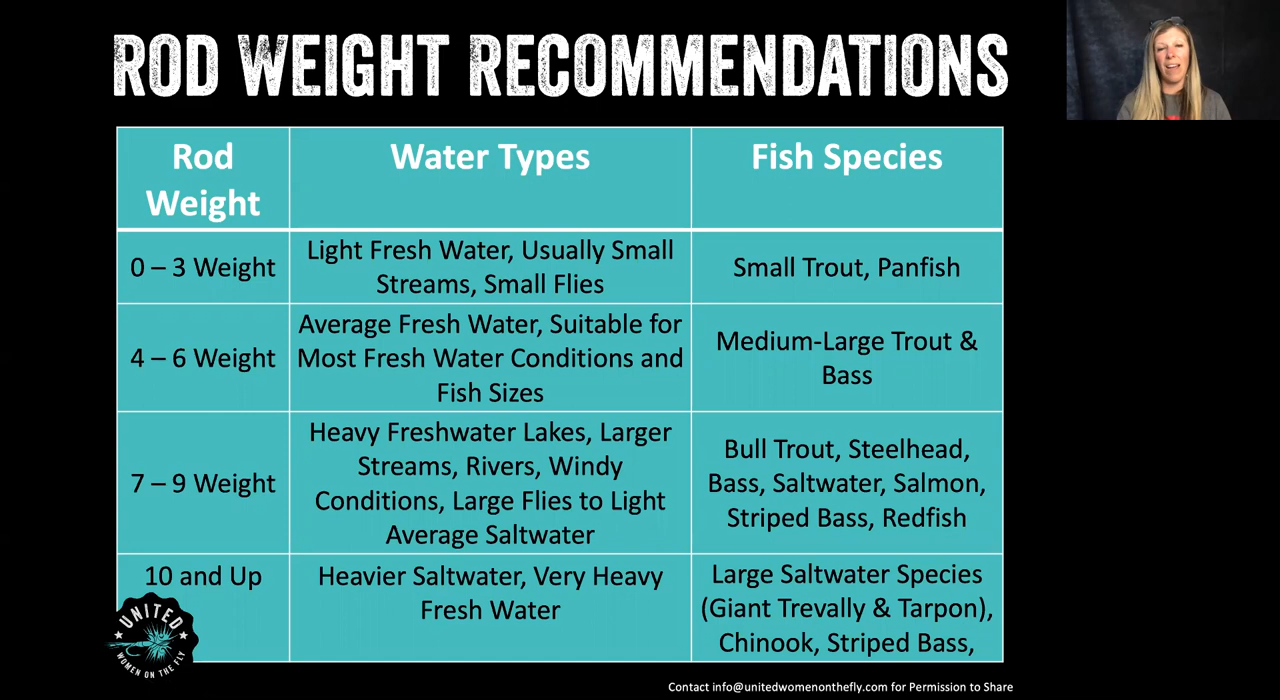 ROD WEIGHT RECOMMENDATIONS
Rod
Weight
Water Types
Fish Species
0 – 3 Weight
Light Fresh Water, Usually Small
Streams, Small Flies
Small Trout, Panfish
4 – 6 Weight
Average Fresh Water, Suitable for
Most Fresh Water Conditions and
Fish Sizes
Medium-Large Trout &
Bass
7 – 9 Weight
Heavy Freshwater Lakes, Larger
Streams, Rivers, Windy
Conditions, Large Flies to Light
Average Saltwater
Bull Trout, Steelhead,
Bass, Saltwater, Salmon,
Striped Bass, Redfish
10 and Up
Heavier Saltwater, Very Heavy
Fresh Water
Large Saltwater Species
(Giant Trevally & Tarpon),
Chinook, Striped Bass,
UNITED
WOMEN ON THE FLY
Contact info@unitedwomenonthefly.com for Permission to Share